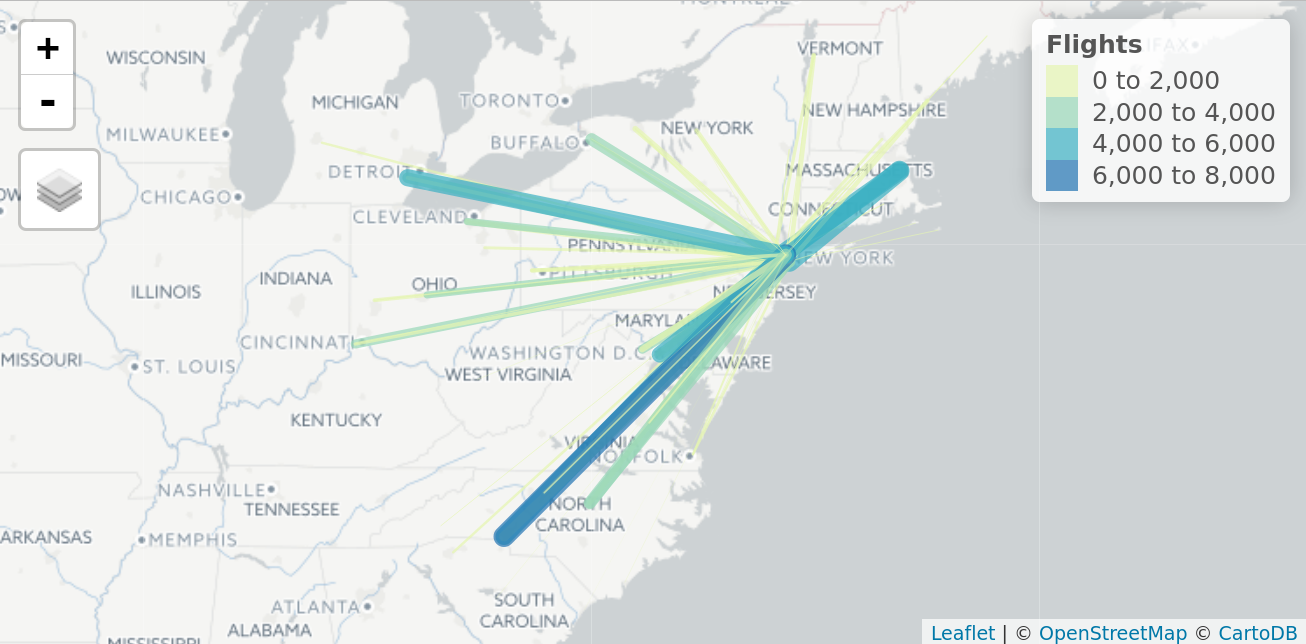 MONTRÉAL
+
-
WISCONSIN
VERMONT
Flights
0 to 2,000
2,000 to 4,000
4,000 to 6,000
6,000 to 8,000
MICHIGAN
TORONTO
NEW HAMPSHIRE
MILWAUKEE
BUFFALO
NEW YORK
DETROIT
MASSACHUSETTS
CHICAGO
CLEVELAND
CONNECTICUT
PENNSYLVANIA
NEW YORK
PITTSBURGH
INDIANA
OHIO
ILLINOIS
NEW JERSEY
MARYLAND
CINCINNATI
WASHINGTON D.C.
MISSOURI
ST. LOUIS
DELAWARE
WEST VIRGINIA
KENTUCKY
VIRGINIA
NORFOLK
NASHVILLE
TENNESSEE
NORTH
CAROLINA
ARKANSAS
MEMPHIS
ATLANTA
SOUTH
CAROLINA
ALABAMA
MISSISSIPPI
Leaflet | © OpenStreetMap © CartoDB